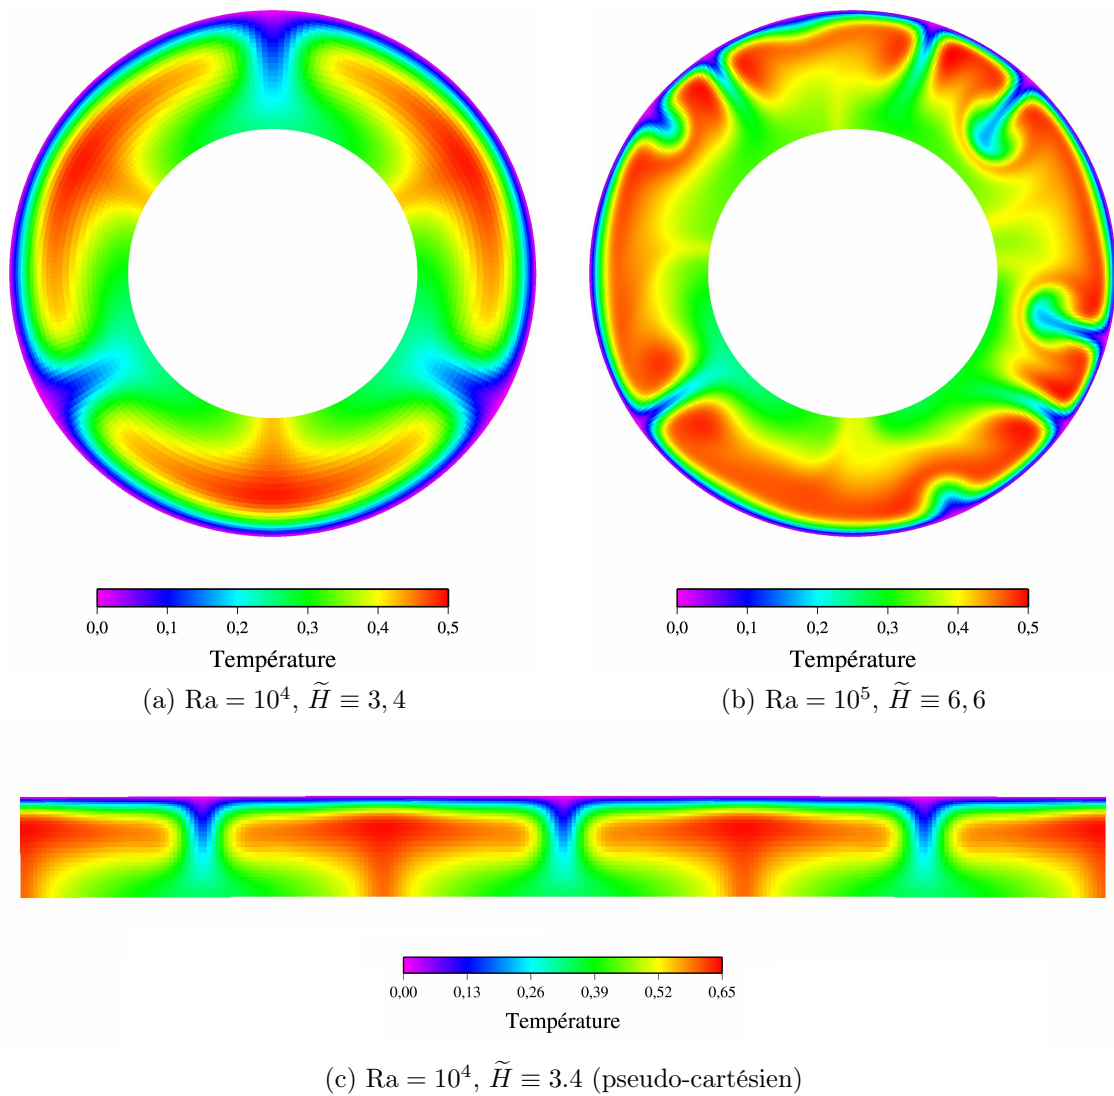 0,0 0,1 0,2 0,3 0,4 0,5
Température
(a) Ra = 10⁴, H̃ ≡ 3, 4
0,0 0,1 0,2 0,3 0,4 0,5
Température
(b) Ra = 10⁵, H̃ ≡ 6, 6
0,00 0,13 0,26 0,39 0,52 0,65
Température
(c) Ra = 10⁴, H̃ ≡ 3.4 (pseudo-cartésien)